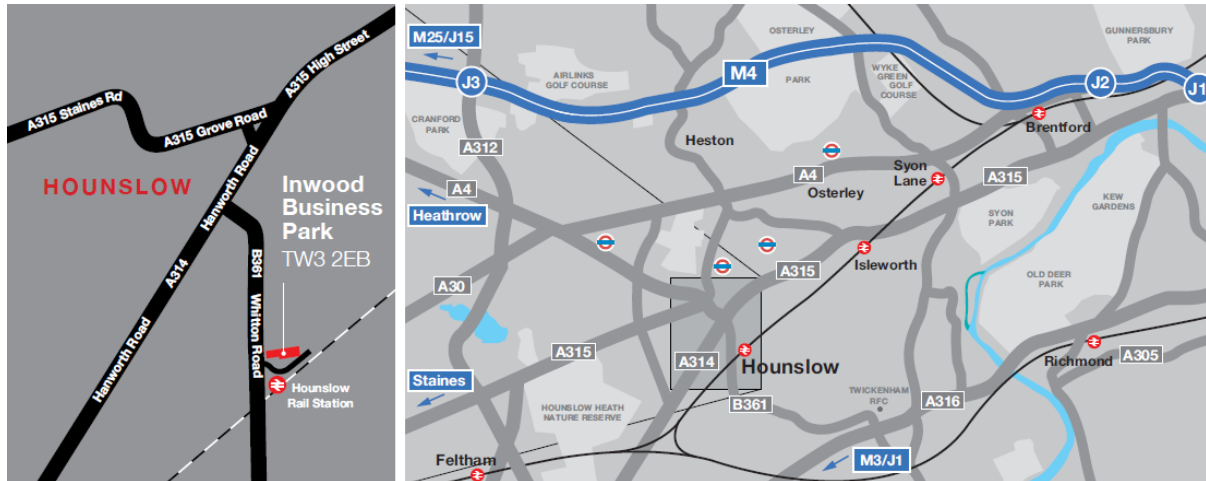 A315 High Street
A315 Staines Rd
A315 Grove Road
HOUNSLOW
Hanworth Road
Inwood
Business
Park
TW3 2EB
A314
B361
Whitton Road
Hanworth Road
Hounslow
Rail Station
M25/J15
J3
AIRLINKS
GOLF COURSE
M4
OSTERLEY
PARK
WYKE
GREEN
GOLF
COURSE
GUNNERSBURY
PARK
J2
J1
CRANFORD
PARK
A312
Heston
Brentford
A4
Heathrow
A4
Osterley
Syon
Lane
A315
KEW
GARDENS
SYON
PARK
A30
A315
Isleworth
OLD DEER
PARK
A315
A314
Hounslow
Richmond
A305
Staines
HOUNSLOW HEATH
NATURE RESERVE
B361
TWICKENHAM
RFC
A316
Feltham
M3/J1